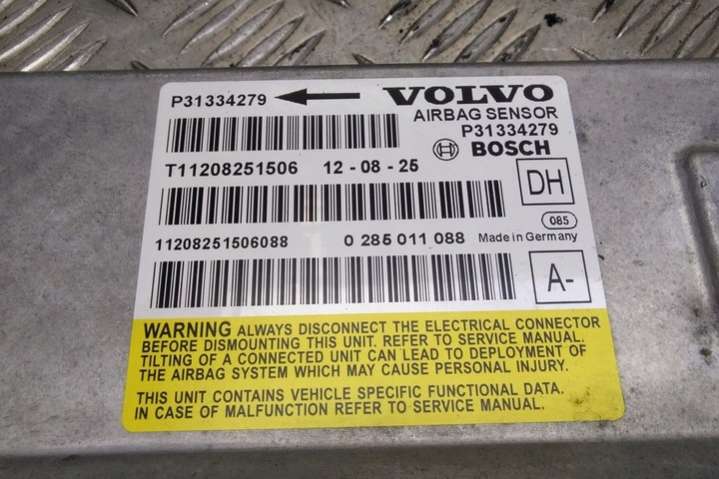 P31334279 VOLVO
AIRBAG SENSOR
P31334279
BOSCH
T11208251506 12-08-25
DH
085
11208251506088 0 285 011 088 Made in Germany
A-
WARNING ALWAYS DISCONNECT THE ELECTRICAL CONNECTOR
BEFORE DISMOUNTING THIS UNIT. REFER TO SERVICE MANUAL.
TILTING OF A CONNECTED UNIT CAN LEAD TO DEPLOYMENT OF
THE AIRBAG SYSTEM WHICH MAY CAUSE PERSONAL INJURY.
THIS UNIT CONTAINS VEHICLE SPECIFIC FUNCTIONAL DATA.
IN CASE OF MALFUNCTION REFER TO SERVICE MANUAL.